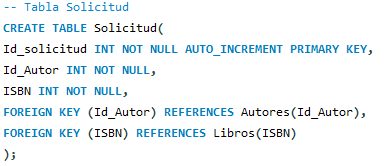 -- Tabla Solicitud
CREATE TABLE Solicitud(
Id_solicitud INT NOT NULL AUTO_INCREMENT PRIMARY KEY,
Id_Autor INT NOT NULL,
ISBN INT NOT NULL,
FOREIGN KEY (Id_Autor) REFERENCES Autores(Id_Autor),
FOREIGN KEY (ISBN) REFERENCES Libros(ISBN)
);